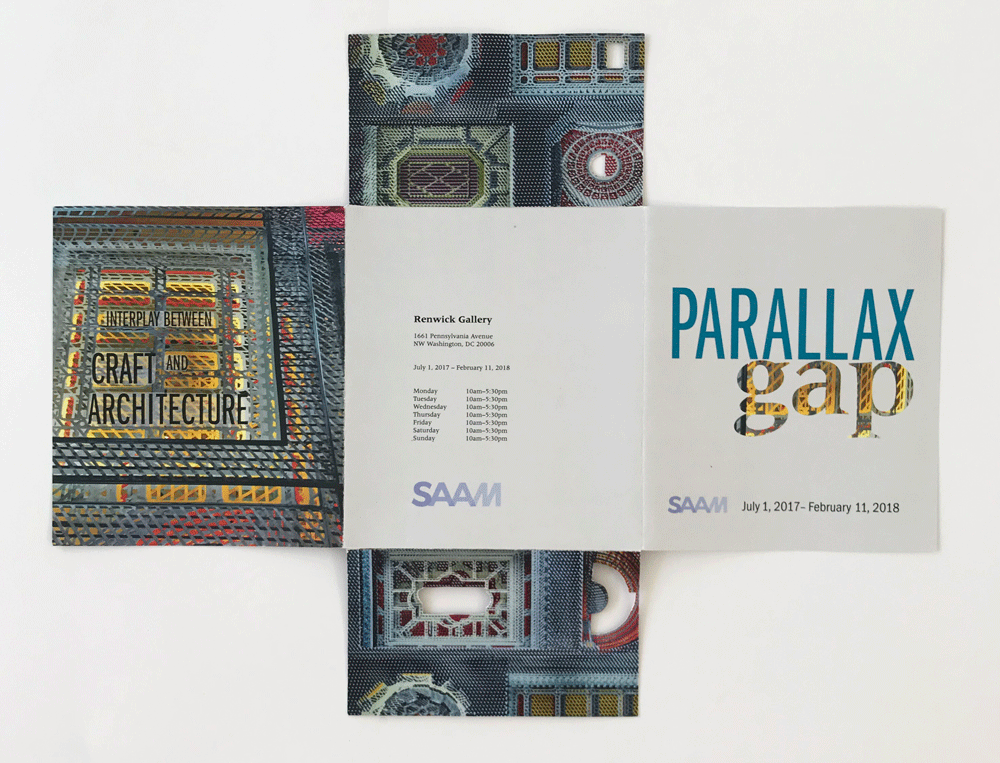 INTERPLAY BETWEEN
CRAFT AND
ARCHITECTURE
Renwick Gallery
1661 Pennsylvania Avenue
NW Washington, DC 20006
July 1, 2017 – February 11, 2018
Monday 10am–5:30pm
Tuesday 10am–5:30pm
Wednesday 10am–5:30pm
Thursday 10am–5:30pm
Friday 10am–5:30pm
Saturday 10am–5:30pm
Sunday 10am–5:30pm
SAAM
PARALLAX
gap
SAAM July 1, 2017– February 11, 2018